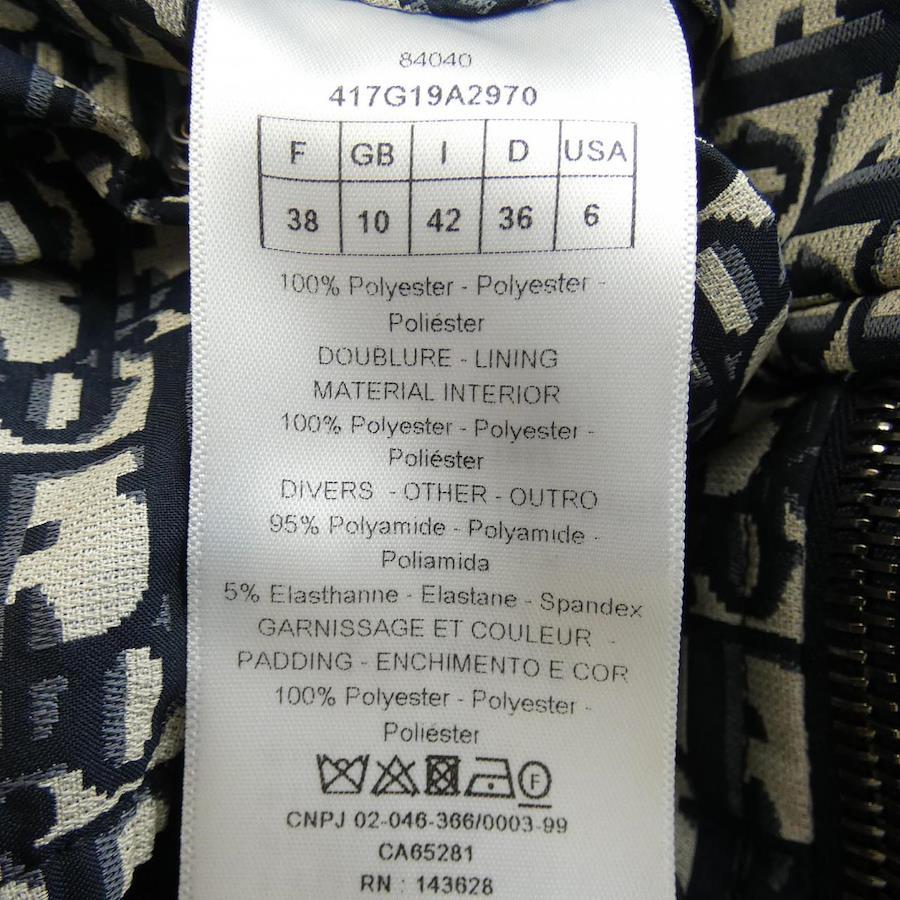 84040
417G19A2970
F GB I D USA
38 10 42 36 6
100% Polyester - Polyester -
Poliéster
DOUBLURE - LINING
MATERIAL INTERIOR
100% Polyester - Polyester -
Poliéster
DIVERS - OTHER - OUTRO
95% Polyamide - Polyamide -
Poliamida
5% Elasthanne - Elastane - Spandex
GARNISSAGE ET COULEUR -
PADDING - ENCHIMENTO E COR
100% Polyester - Polyester -
Poliéster
F
CNPJ 02-046-366/0003-99
CA65281
RN : 143628